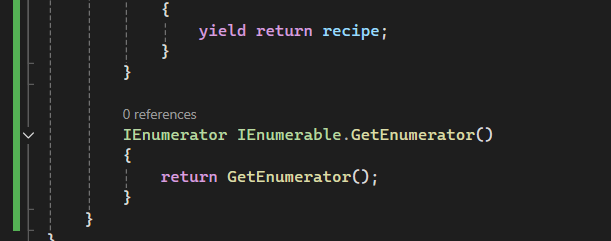 {
yield return recipe;
}
}
0 references
IEnumerator IEnumerable.GetEnumerator()
{
return GetEnumerator();
}
}
}